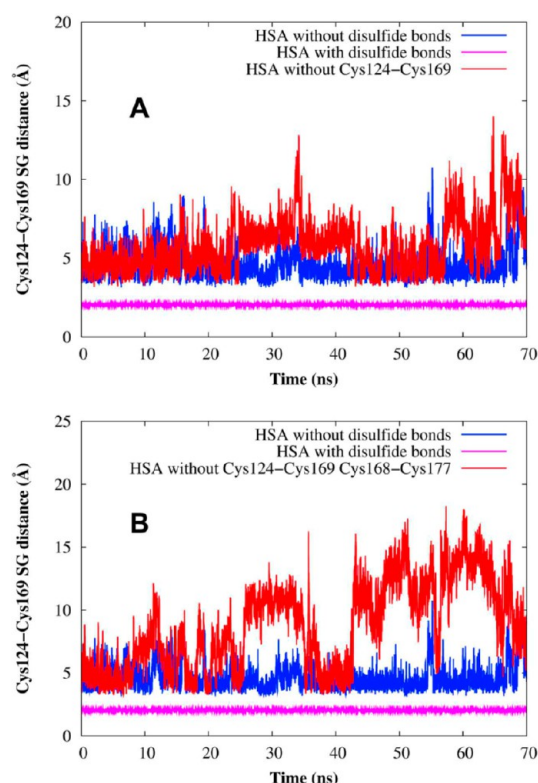 20
15
10
5
0
Cys124–Cys169 SG distance (Å)
HSA without disulfide bonds
HSA with disulfide bonds
HSA without Cys124–Cys169
A
0 10 20 30 40 50 60 70
Time (ns)
25
20
15
10
5
0
Cys124–Cys169 SG distance (Å)
HSA without disulfide bonds
HSA with disulfide bonds
HSA without Cys124–Cys169 Cys168–Cys177
B
0 10 20 30 40 50 60 70
Time (ns)